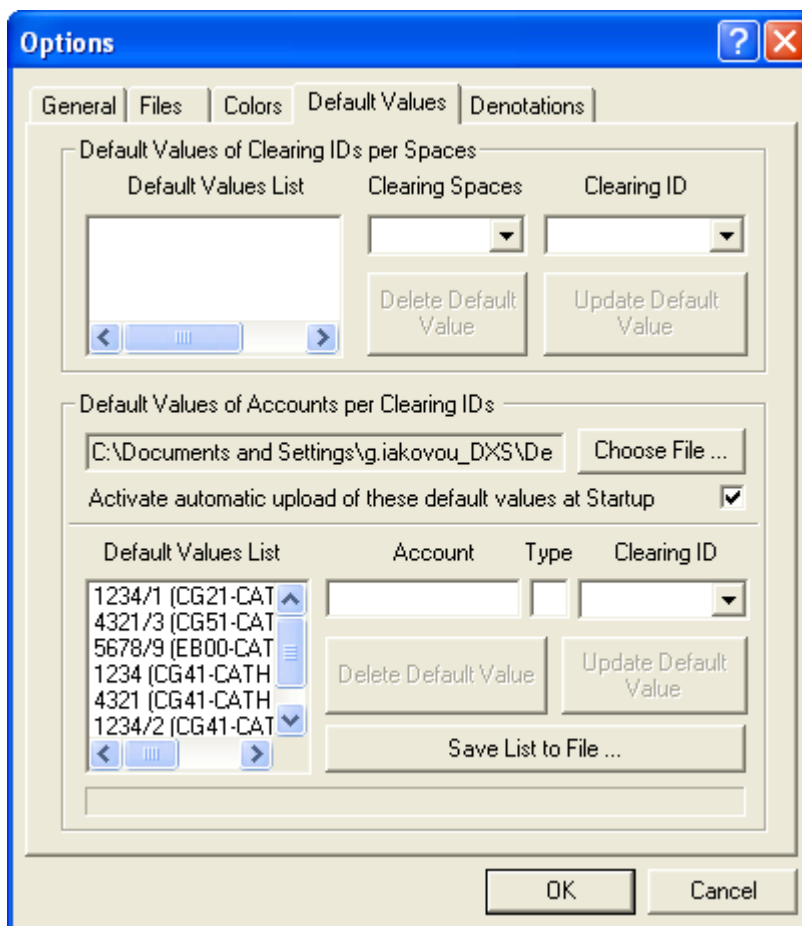 Options
General Files Colors Default Values Denotations
Default Values of Clearing IDs per Spaces
Default Values List Clearing Spaces Clearing ID
Delete Default Value Update Default Value
Default Values of Accounts per Clearing IDs
C:\Documents and Settings\g.iakovou_DXS\De Choose File ...
Activate automatic upload of these default values at Startup
Default Values List Account Type Clearing ID
1234/1 (CG21-CAT
4321/3 (CG51-CAT
5678/9 (EB00-CAT
1234 (CG41-CATH
4321 (CG41-CATH
1234/2 (CG41-CAT
Delete Default Value Update Default Value
Save List to File ...
OK Cancel